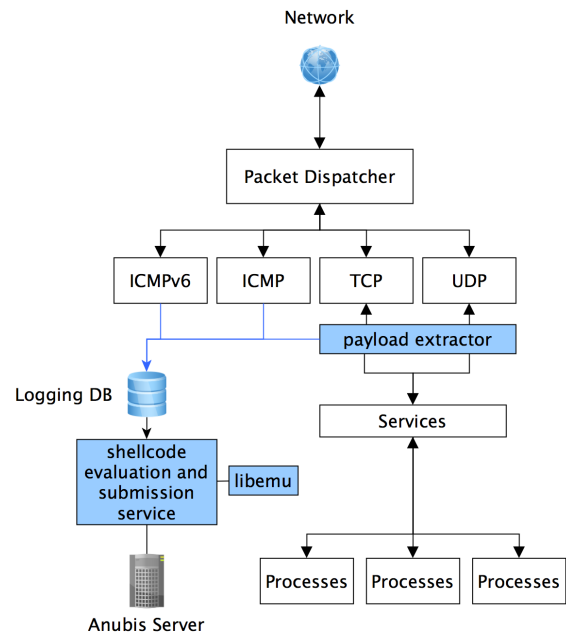 Network
Packet Dispatcher
ICMPv6
ICMP
TCP
UDP
payload extractor
Logging DB
Services
shellcode
evaluation and
submission
service
libemu
Processes
Processes
Processes
Anubis Server